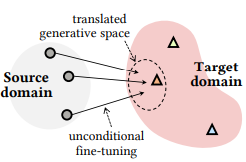 translated
generative space
Source
domain
Target
domain
unconditional
fine-tuning